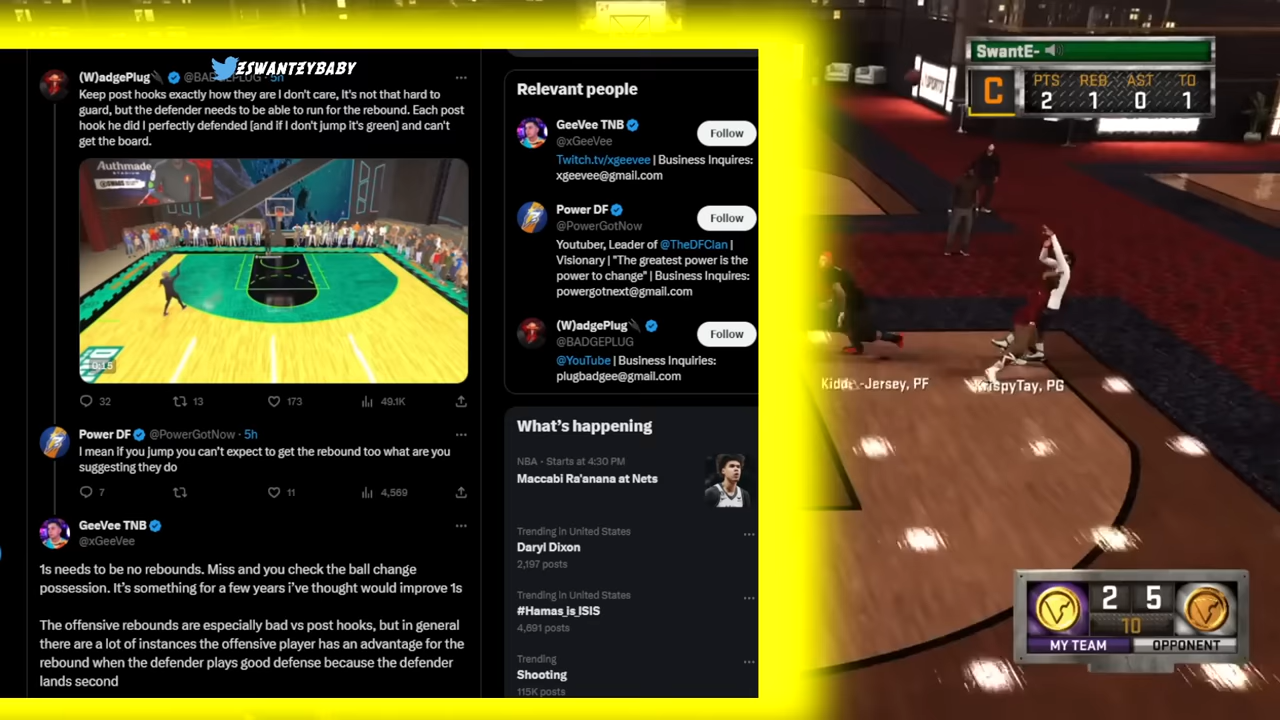 ZSWANTZYBABY
(W)adgePlug @BADGEPLUG · 5h
Keep post hooks exactly how they are I don't care, It's not that hard to
guard, but the defender needs to be able to run for the rebound. Each post
hook he did I perfectly defended [and if I don't jump it's green] and can't
get the board.
Authmade
STADIUM
0:15
32 13 173 49.1K
Power DF @PowerGotNow · 5h
I mean if you jump you can't expect to get the rebound too what are you
suggesting they do
7 11 4,569
GeeVee TNB
@xGeeVee
1s needs to be no rebounds. Miss and you check the ball change
possession. It's something for a few years i've thought would improve 1s
The offensive rebounds are especially bad vs post hooks, but in general
there are a lot of instances the offensive player has an advantage for the
rebound when the defender plays good defense because the defender
lands second
Relevant people
GeeVee TNB
@xGeeVee
Follow
Twitch.tv/xgeevee | Business Inquires:
xgeevee@gmail.com
Power DF
@PowerGotNow
Follow
Youtuber, Leader of @TheDFClan |
Visionary | "The greatest power is the
power to change" | Business Inquires:
powergotnext@gmail.com
(W)adgePlug
@BADGEPLUG
Follow
@YouTube | Business Inquiries:
plugbadgee@gmail.com
What's happening
NBA · Starts at 4:30 PM
Maccabi Ra'anana at Nets
Trending in United States
Daryl Dixon
2,197 posts
Trending in United States
#Hamas_is_ISIS
4,691 posts
Trending
Shooting
115K posts
SwantE-
C
PTS REB AST TO
2 1 0 1
-Jersey, PF
KrispyTay, PG
2 5
10
MY TEAM OPPONENT